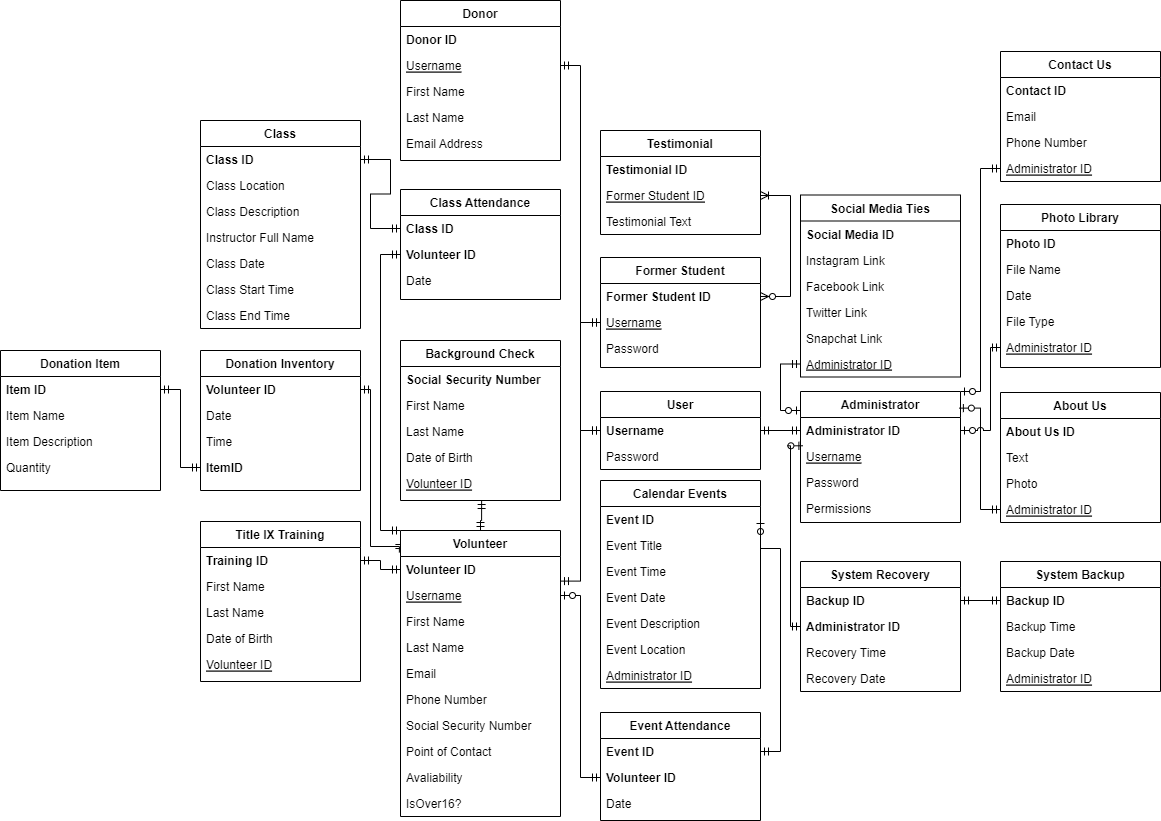 Donor
Donor ID
Username
First Name
Last Name
Email Address
Class
Class ID
Class Location
Class Description
Instructor Full Name
Class Date
Class Start Time
Class End Time
Class Attendance
Class ID
Volunteer ID
Date
Testimonial
Testimonial ID
Former Student ID
Testimonial Text
Former Student
Former Student ID
Username
Password
Social Media Ties
Social Media ID
Instagram Link
Facebook Link
Twitter Link
Snapchat Link
Administrator ID
Contact Us
Contact ID
Email
Phone Number
Administrator ID
Photo Library
Photo ID
File Name
Date
File Type
Administrator ID
Donation Item
Item ID
Item Name
Item Description
Quantity
Donation Inventory
Volunteer ID
Date
Time
ItemID
Background Check
Social Security Number
First Name
Last Name
Date of Birth
Volunteer ID
User
Username
Password
Administrator
Administrator ID
Username
Password
Permissions
About Us
About Us ID
Text
Photo
Administrator ID
Title IX Training
Training ID
First Name
Last Name
Date of Birth
Volunteer ID
Volunteer
Volunteer ID
Username
First Name
Last Name
Email
Phone Number
Social Security Number
Point of Contact
Avaliability
IsOver16?
Calendar Events
Event ID
Event Title
Event Time
Event Date
Event Description
Event Location
Administrator ID
Event Attendance
Event ID
Volunteer ID
Date
System Recovery
Backup ID
Administrator ID
Recovery Time
Recovery Date
System Backup
Backup ID
Backup Time
Backup Date
Administrator ID